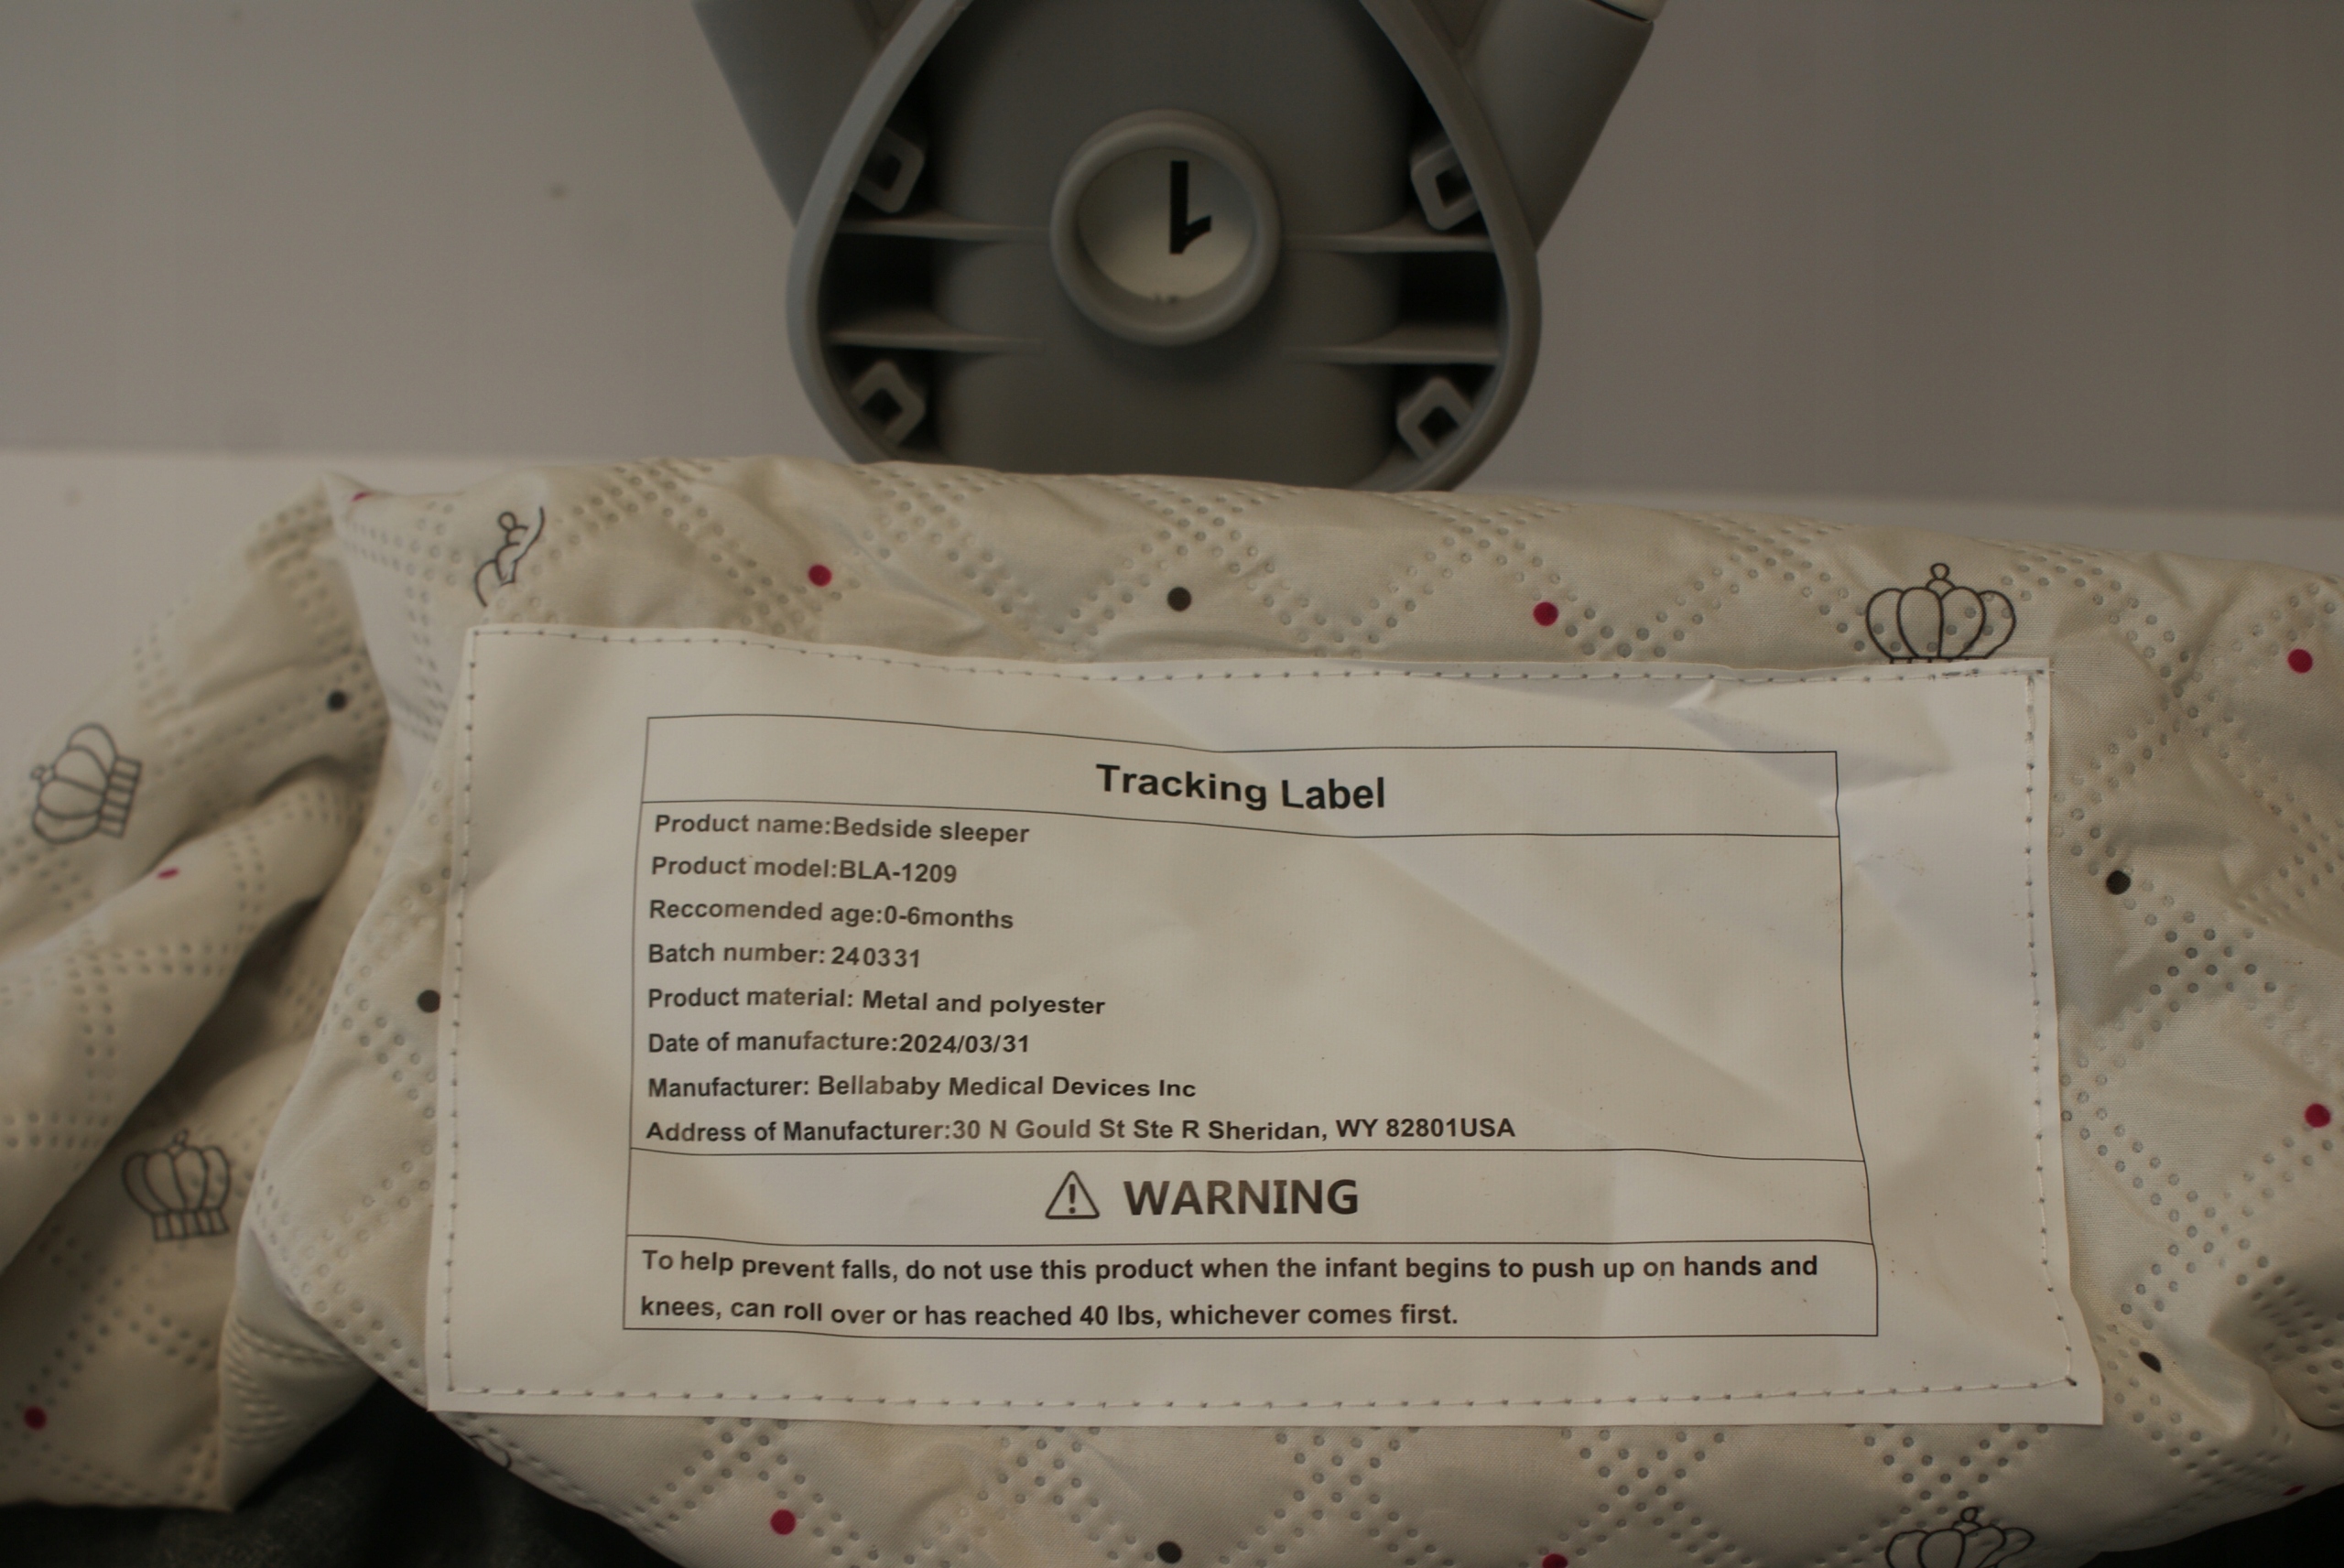 1
Tracking Label
Product name:Bedside sleeper
Product model:BLA-1209
Reccomended age:0-6months
Batch number: 240331
Product material: Metal and polyester
Date of manufacture:2024/03/31
Manufacturer: Bellababy Medical Devices Inc
Address of Manufacturer:30 N Gould St Ste R Sheridan, WY 82801USA
WARNING
To help prevent falls, do not use this product when the infant begins to push up on hands and
knees, can roll over or has reached 40 lbs, whichever comes first.